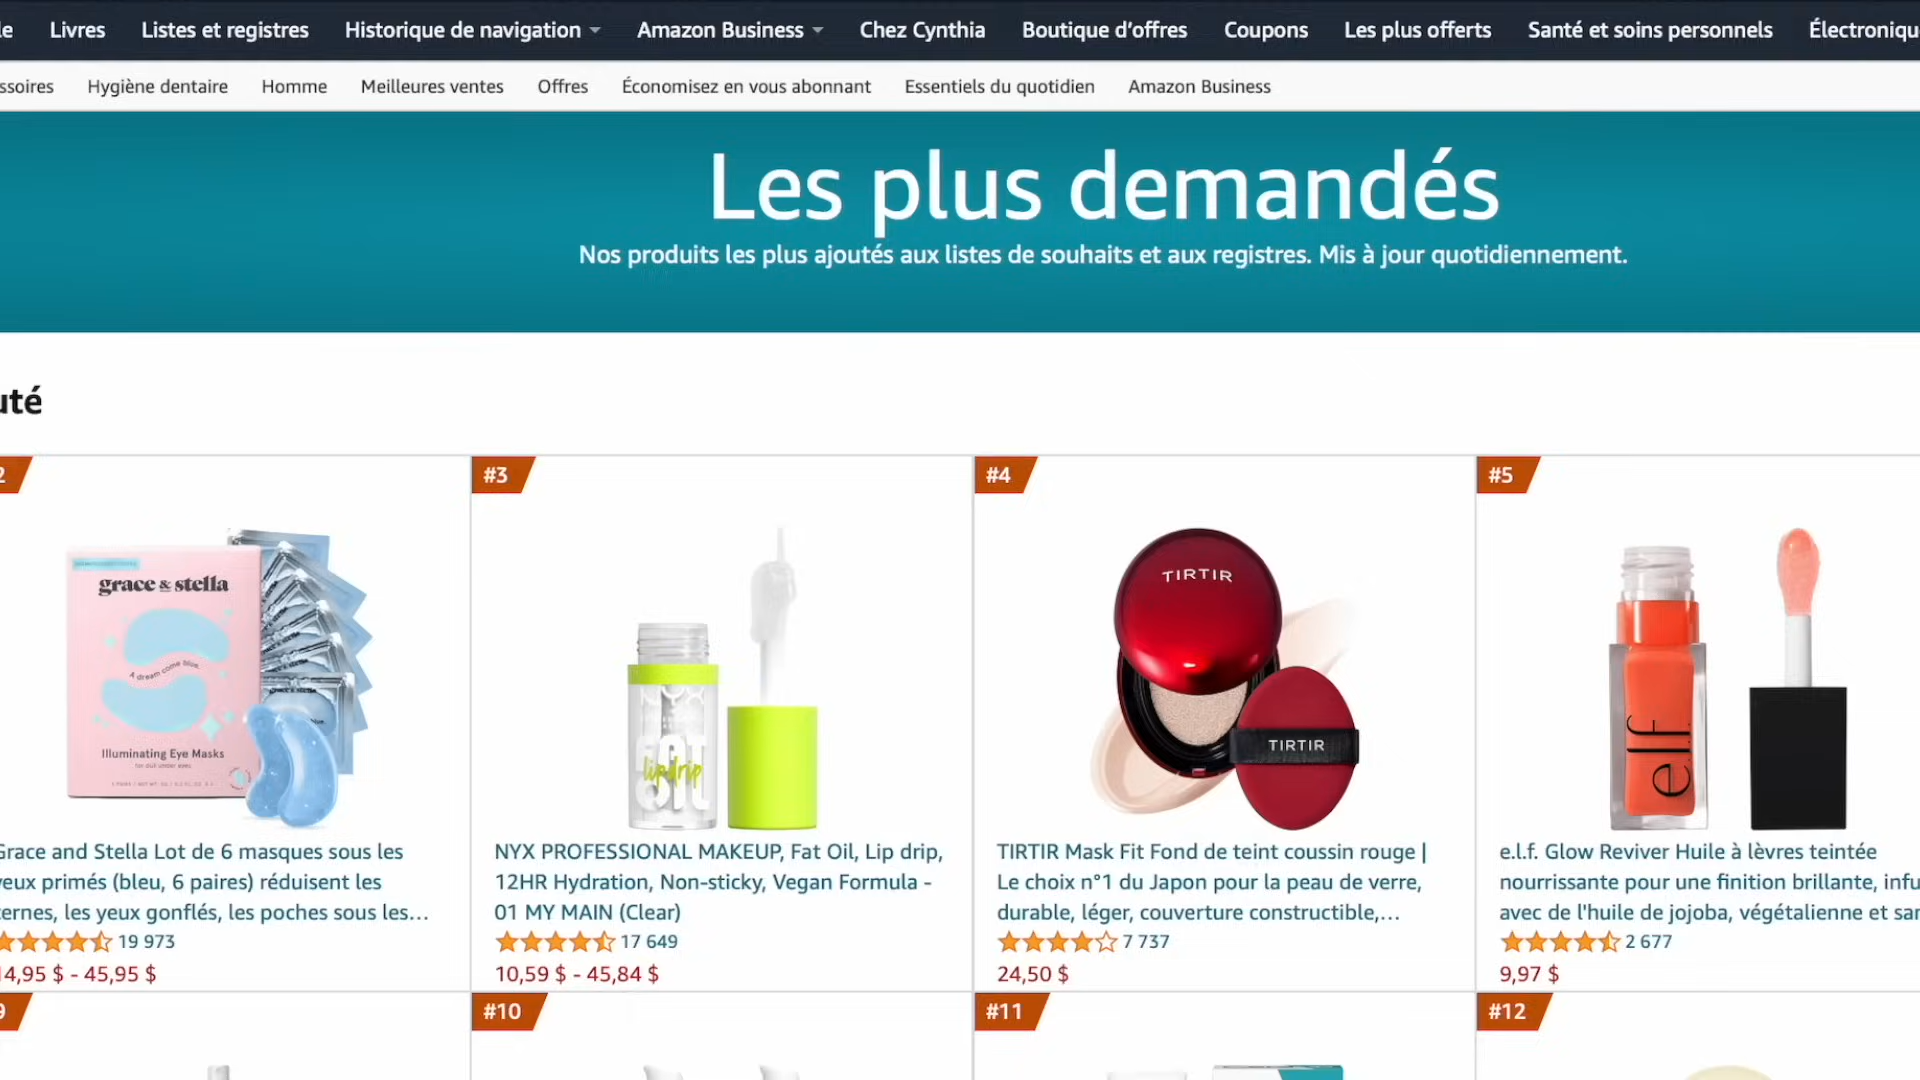 Livres Listes et registres Historique de navigation Amazon Business Chez Cynthia Boutique d’offres Coupons Les plus offerts Santé et soins personnels
Hygiène dentaire Homme Meilleures ventes Offres Économisez en vous abonnant Essentiels du quotidien Amazon Business
Les plus demandés
Nos produits les plus ajoutés aux listes de souhaits et aux registres. Mis à jour quotidiennement.
#3
#4
#5
grace & stella
A dream come blue.
Illuminating Eye Masks
for dull under eyes
FAT
lip drip
OIL
TIRTIR
TIRTIR
e.l.f.
Grace and Stella Lot de 6 masques sous les
yeux primés (bleu, 6 paires) réduisent les
cernes, les yeux gonflés, les poches sous les…
19 973
14,95 $ - 45,95 $
NYX PROFESSIONAL MAKEUP, Fat Oil, Lip drip,
12HR Hydration, Non-sticky, Vegan Formula -
01 MY MAIN (Clear)
17 649
10,59 $ - 45,84 $
TIRTIR Mask Fit Fond de teint coussin rouge |
Le choix n°1 du Japon pour la peau de verre,
durable, léger, couverture constructible,…
7 737
24,50 $
e.l.f. Glow Reviver Huile à lèvres teintée
nourrissante pour une finition brillante,
avec de l'huile de jojoba, végétalienne et
2 677
9,97 $
#10
#11
#12